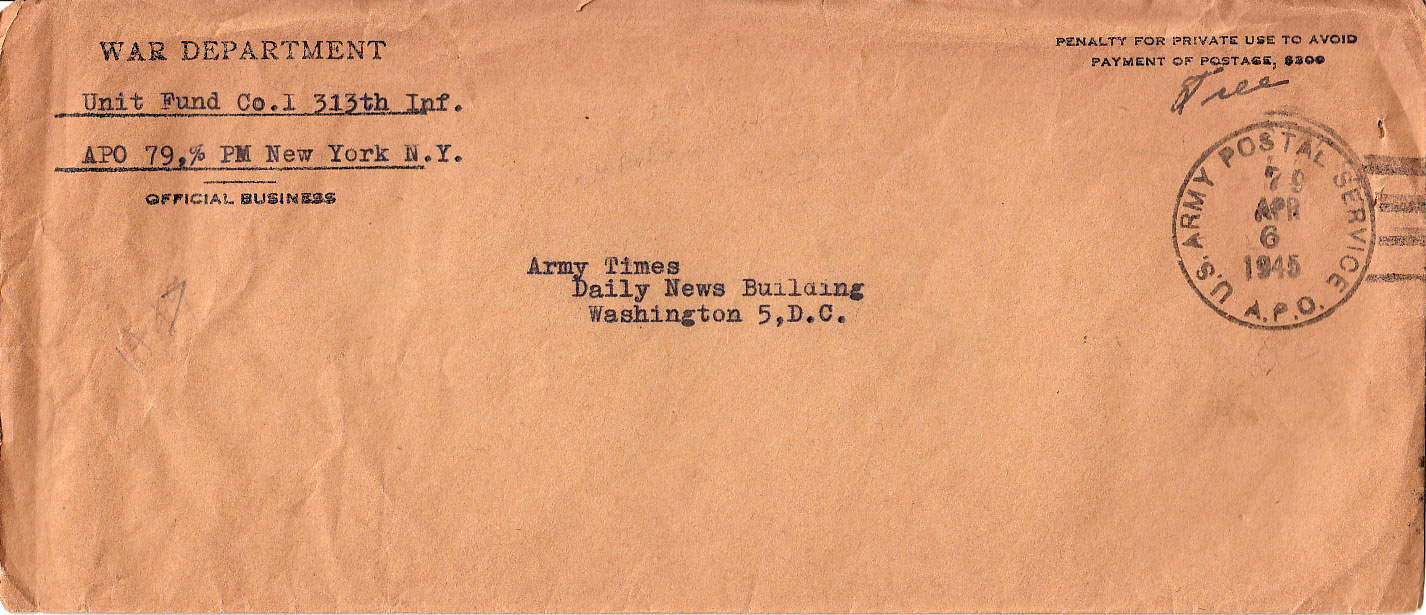 WAR DEPARTMENT
Unit Fund Co.I 313th Inf.
APO 79,% PM New York N.Y.
OFFICIAL BUSINESS
PENALTY FOR PRIVATE USE TO AVOID
PAYMENT OF POSTAGE, $300
Free
U.S. ARMY POSTAL SERVICE
79
APR
6
1945
A.P.O.
Army Times
Daily News Building
Washington 5,D.C.